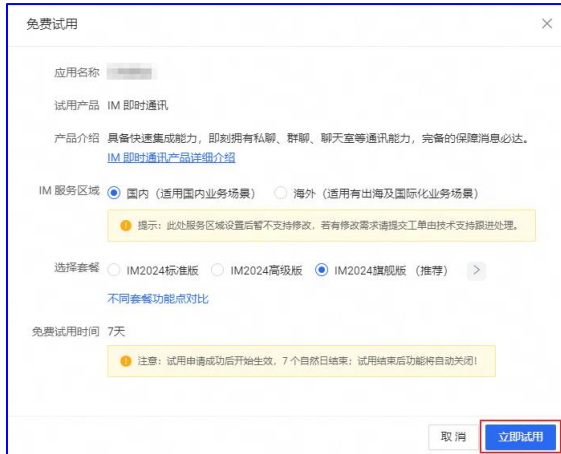 免费试用
应用名称
试用产品 IM 即时通讯
产品介绍 具备快速集成能力，即刻拥有私聊、群聊、聊天室等通讯能力，完备的保障消息必达。
IM 即时通讯产品详细介绍
IM 服务区域 国内（适用国内业务场景） 海外（适用有出海及国际化业务场景）
提示：此处服务区域设置后暂不支持修改，若有修改需求请提交工单由技术支持跟进处理。
选择套餐 IM2024标准版 IM2024高级版 IM2024旗舰版 （推荐） >
不同套餐功能点对比
免费试用时间 7天
注意：试用申请成功后开始生效，7 个自然日结束；试用结束后功能将自动关闭！
取 消 立即试用